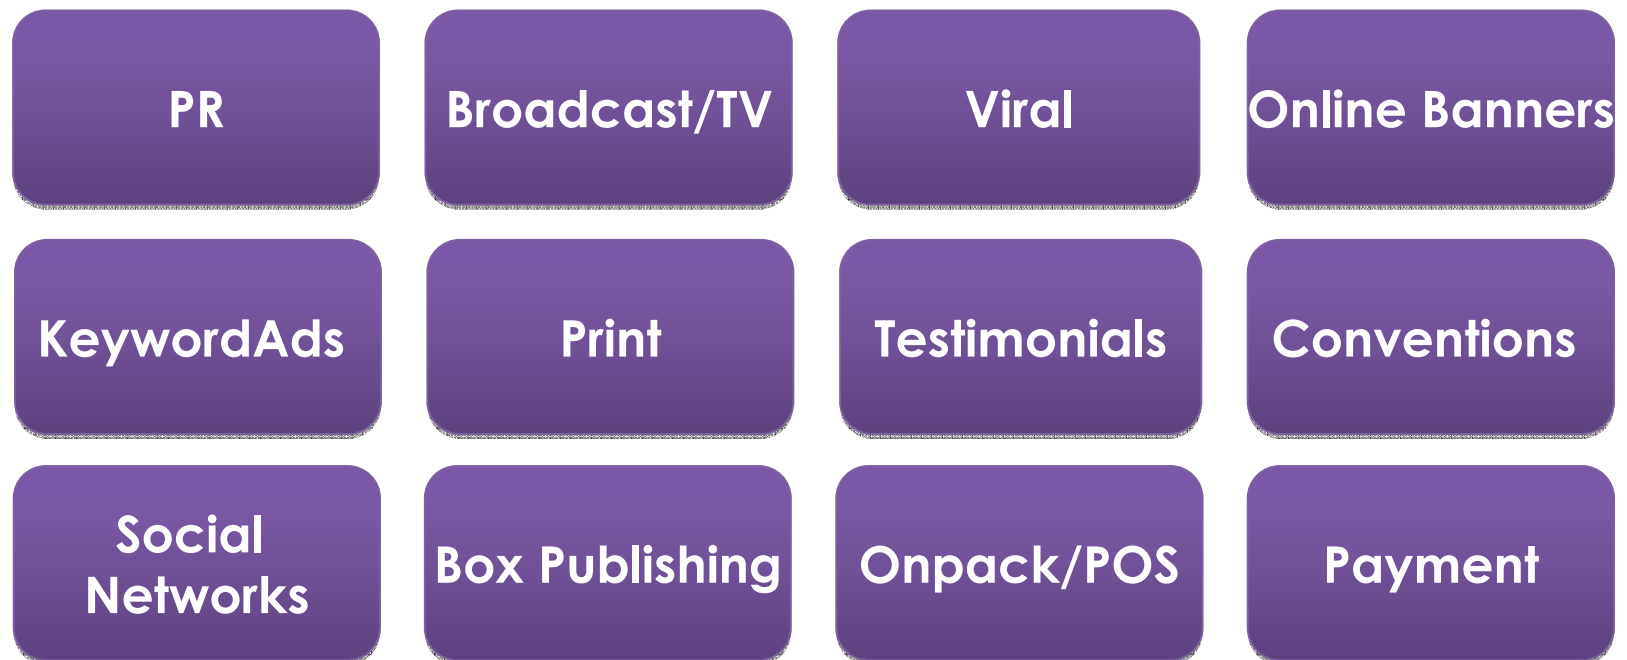 PR
Broadcast/TV
Viral
Online Banners
KeywordAds
Print
Testimonials
Conventions
Social
Networks
Box Publishing
Onpack/POS
Payment